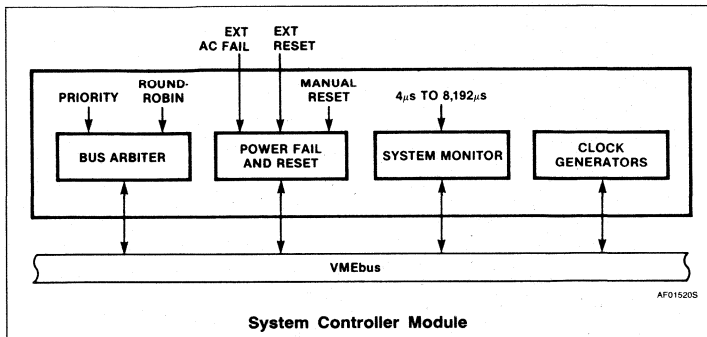 EXT
AC FAIL
EXT
RESET
PRIORITY
ROUND-
ROBIN
MANUAL
RESET
4µs TO 8,192µs
BUS ARBITER
POWER FAIL
AND RESET
SYSTEM MONITOR
CLOCK
GENERATORS
VMEbus
AF01520S
System Controller Module